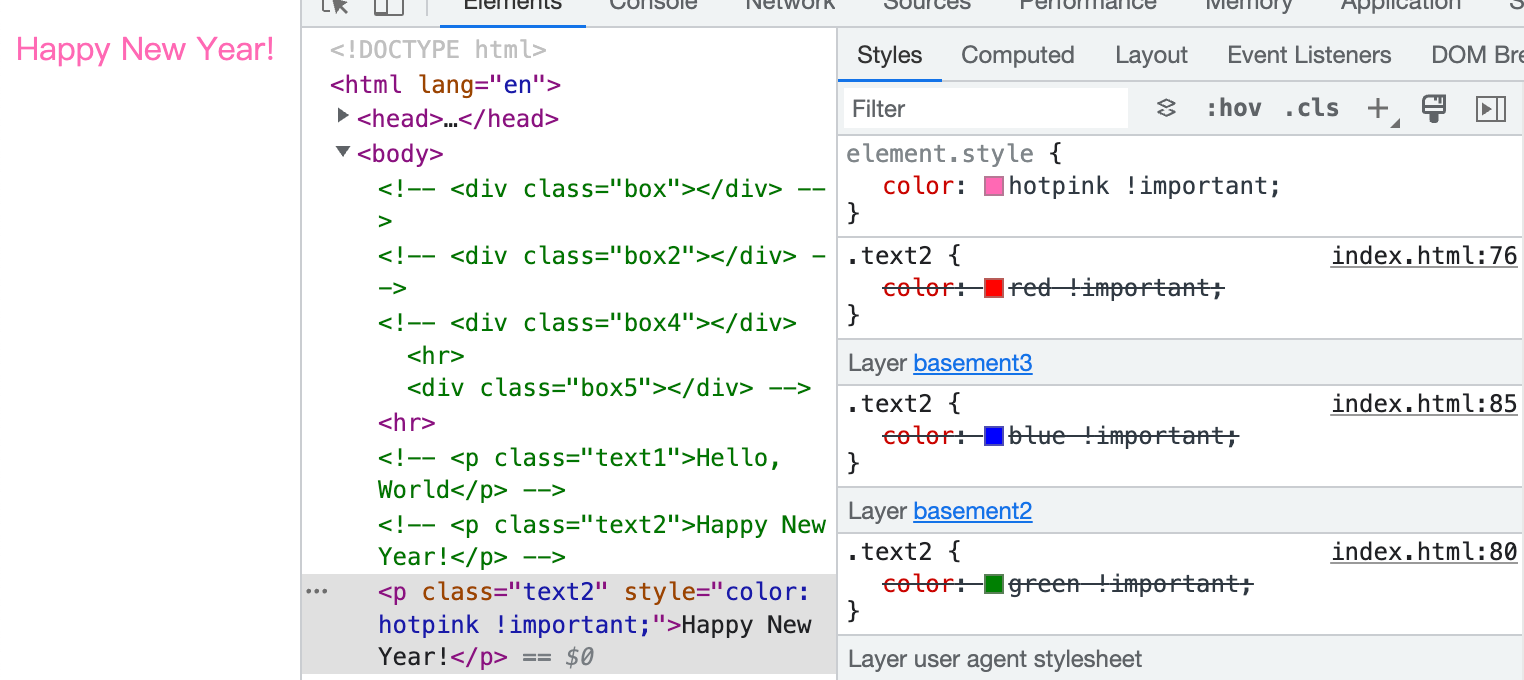 Happy New Year!
Elements Console Network Sources Performance Memory Application S
<!DOCTYPE html>
<html lang="en">
<head>…</head>
<body>
<!-- <div class="box"></div> --
>
<!-- <div class="box2"></div> -
->
<!-- <div class="box4"></div>
<hr>
<div class="box5"></div> -->
<hr>
<!-- <p class="text1">Hello,
World</p> -->
<!-- <p class="text2">Happy New
Year!</p> -->
··· <p class="text2" style="color:
hotpink !important;">Happy New
Year!</p> == $0
Styles Computed Layout Event Listeners DOM Bre
Filter :hov .cls +
element.style {
color: hotpink !important;
}
.text2 { index.html:76
color: red !important;
}
Layer basement3
.text2 { index.html:85
color: blue !important;
}
Layer basement2
.text2 { index.html:80
color: green !important;
}
Layer user agent stylesheet